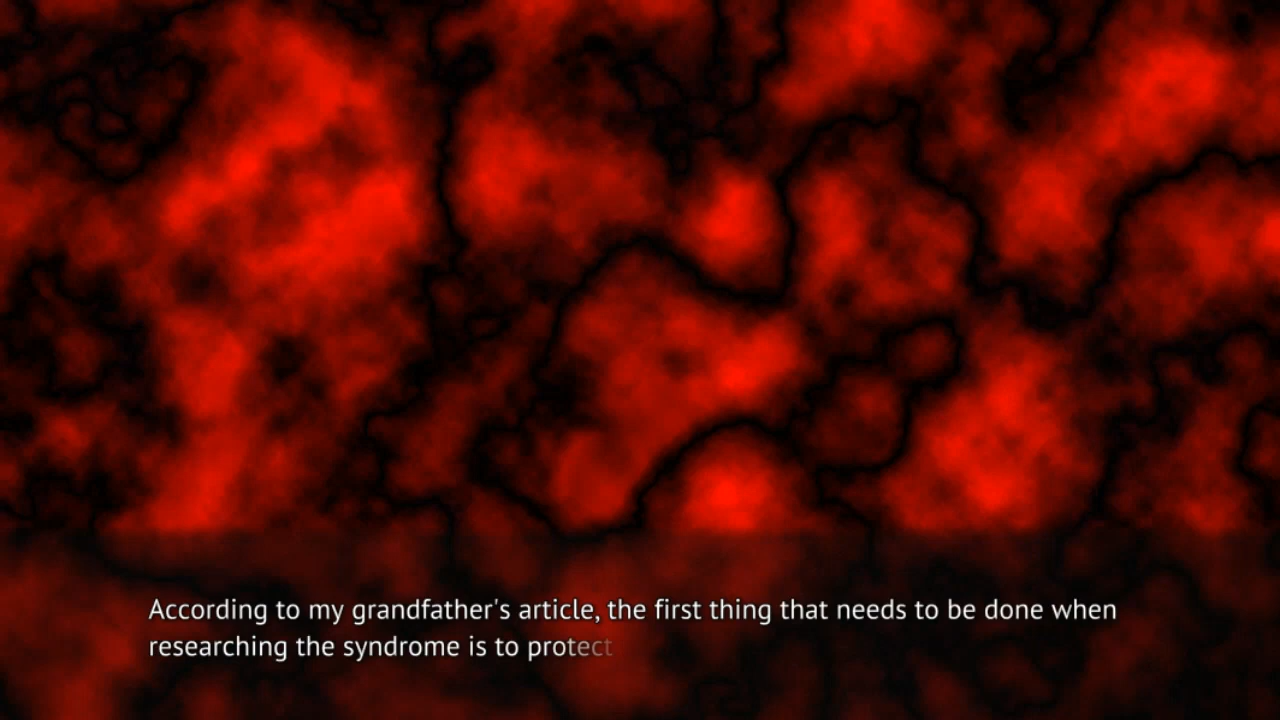 According to my grandfather's article, the first thing that needs to be done when
researching the syndrome is to protect